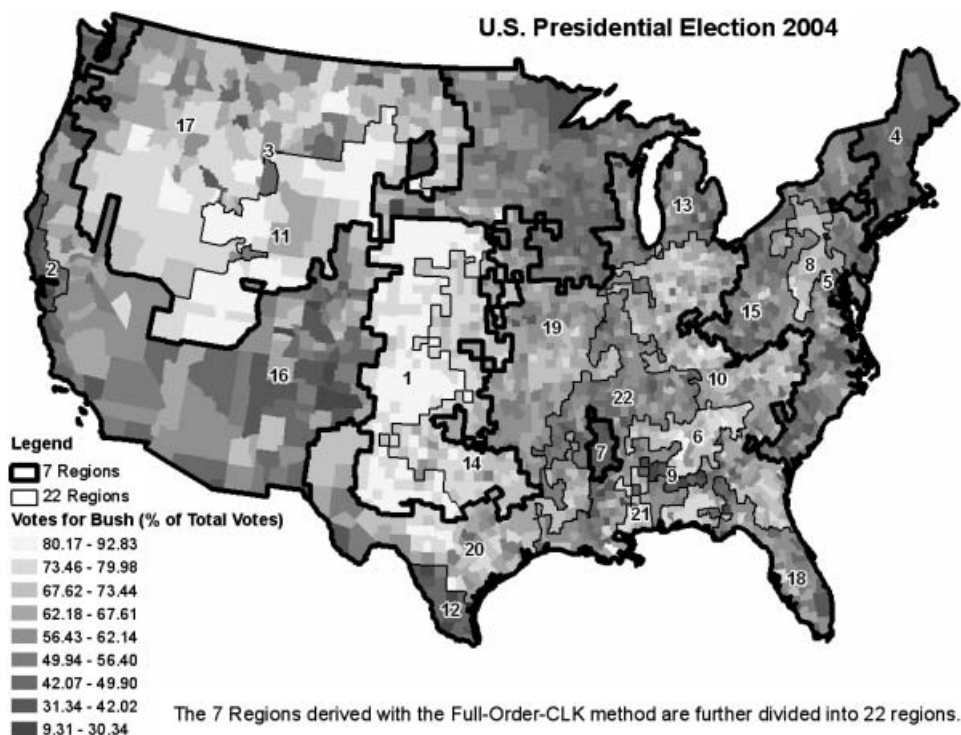 U.S. Presidential Election 2004
4
17
3
13
11
8
2
5
15
19
16
1
10
22
6
7
14
9
21
20
18
12
Legend
7 Regions
22 Regions
Votes for Bush (% of Total Votes)
80.17 - 92.83
73.46 - 79.98
67.62 - 73.44
62.18 - 67.61
56.43 - 62.14
49.94 - 56.40
42.07 - 49.90
31.34 - 42.02
9.31 - 30.34
The 7 Regions derived with the Full-Order-CLK method are further divided into 22 regions.